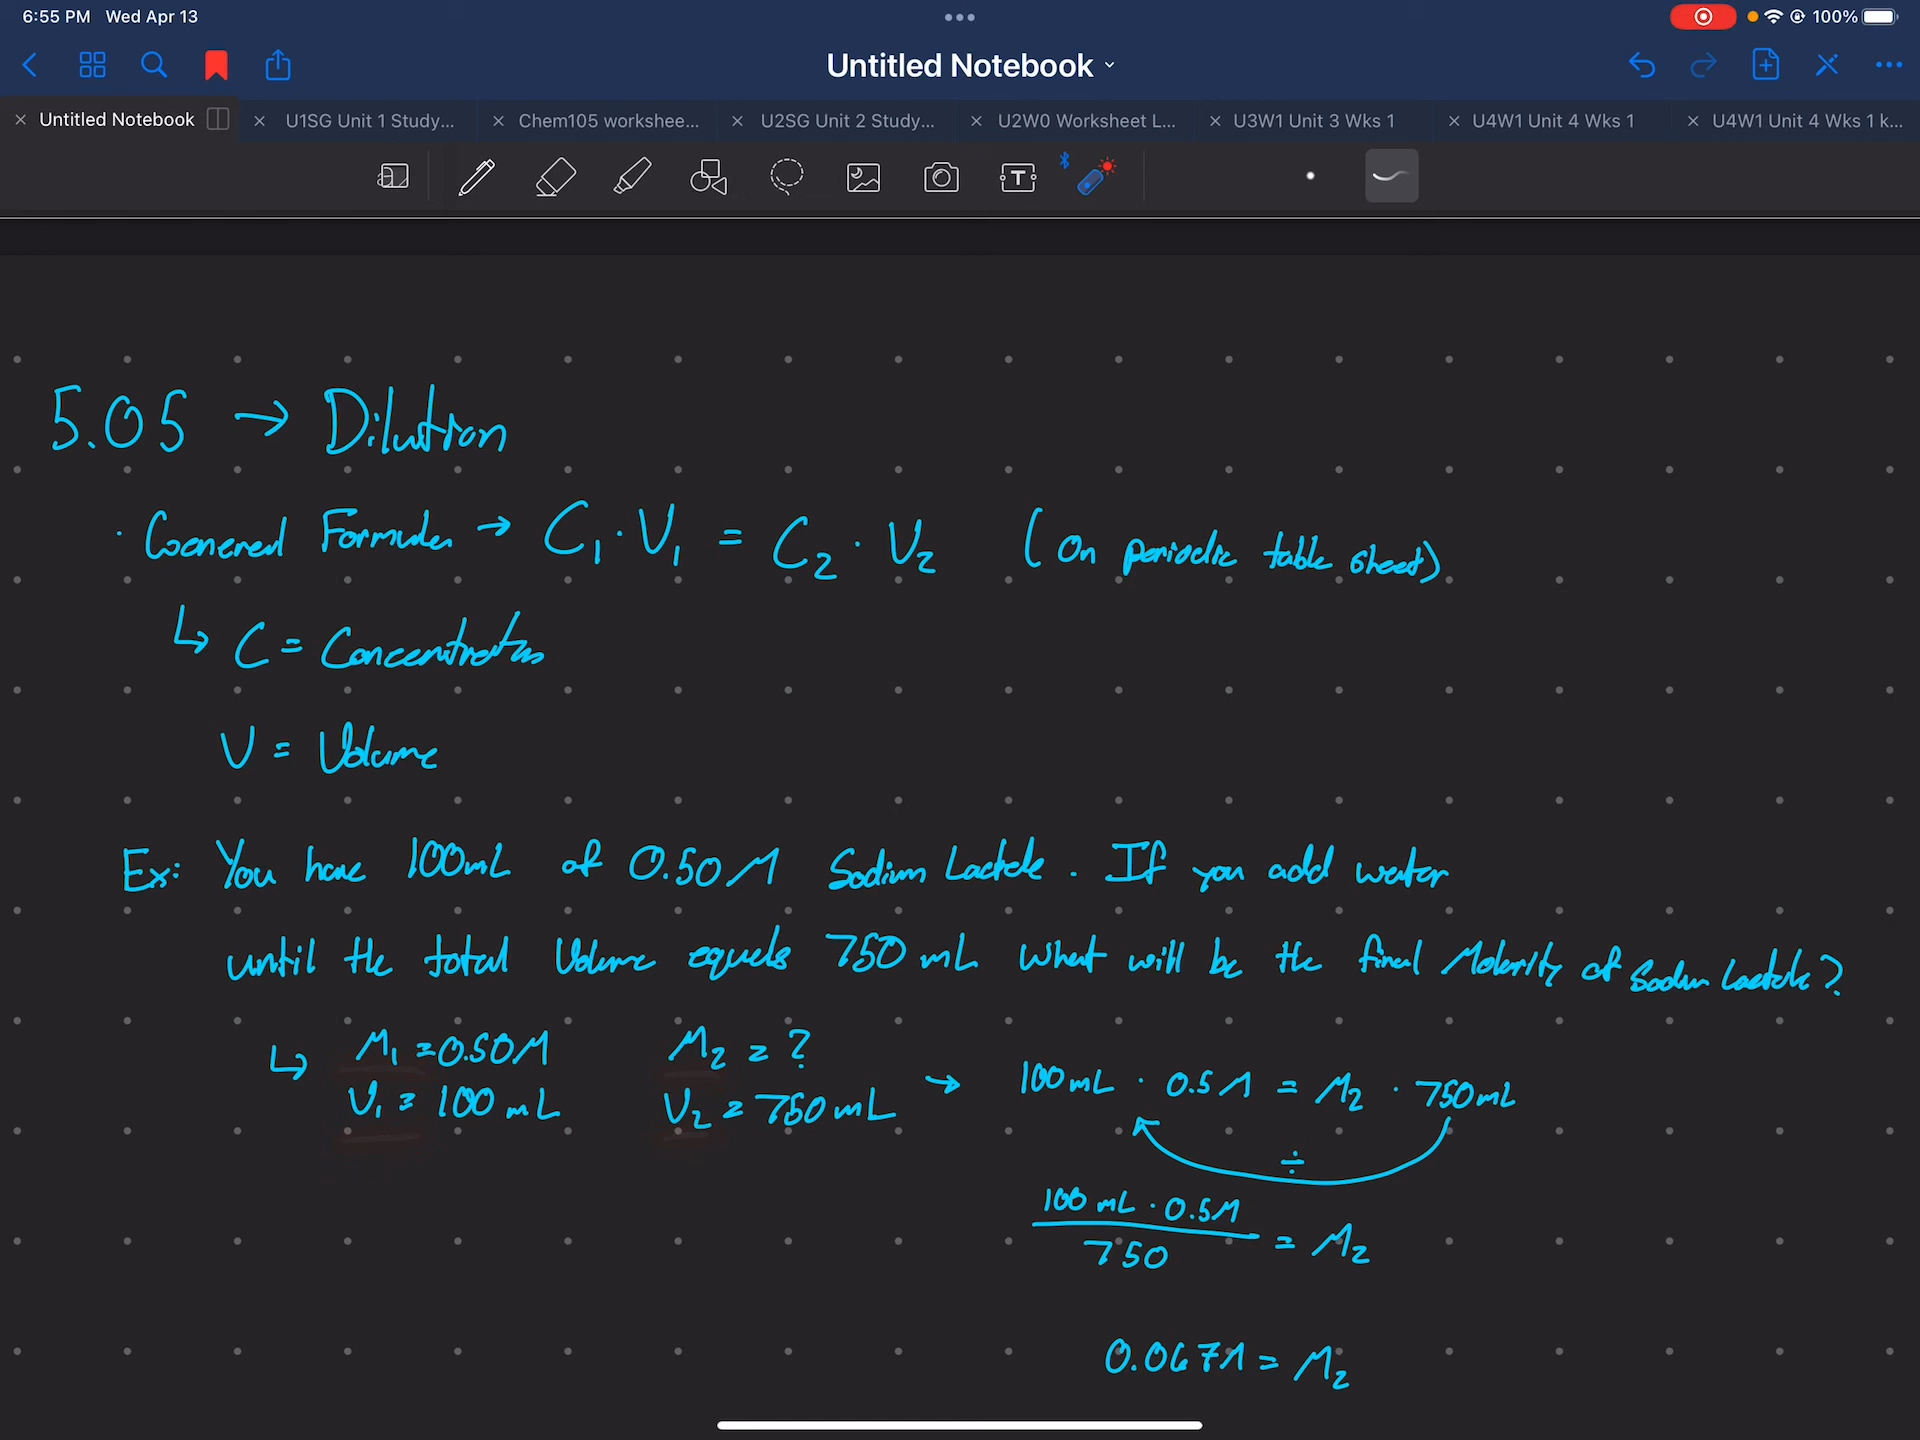 6:55 PM Wed Apr 13
100%
Untitled Notebook
Untitled Notebook
U1SG Unit 1 Study...
Chem105 workshee...
U2SG Unit 2 Study...
U2W0 Worksheet L...
U3W1 Unit 3 Wks 1
U4W1 Unit 4 Wks 1
U4W1 Unit 4 Wks 1 k...
5.05 → Dilution
· General Formula → C₁ · V₁ = C₂ · V₂ (On periodic table sheet)
↳ C = Concentration
V = Volume
Ex: You have 100mL of 0.50 M Sodium Lactate. If you add water
until the total Volume equals 750 mL what will be the final Molarity of Sodium Lactate?
↳ M₁ = 0.50M M₂ = ?
V₁ = 100 mL V₂ = 750 mL → 100 mL · 0.5 M = M₂ · 750 mL
÷
100 mL · 0.5M
750 = M₂
0.067M = M₂